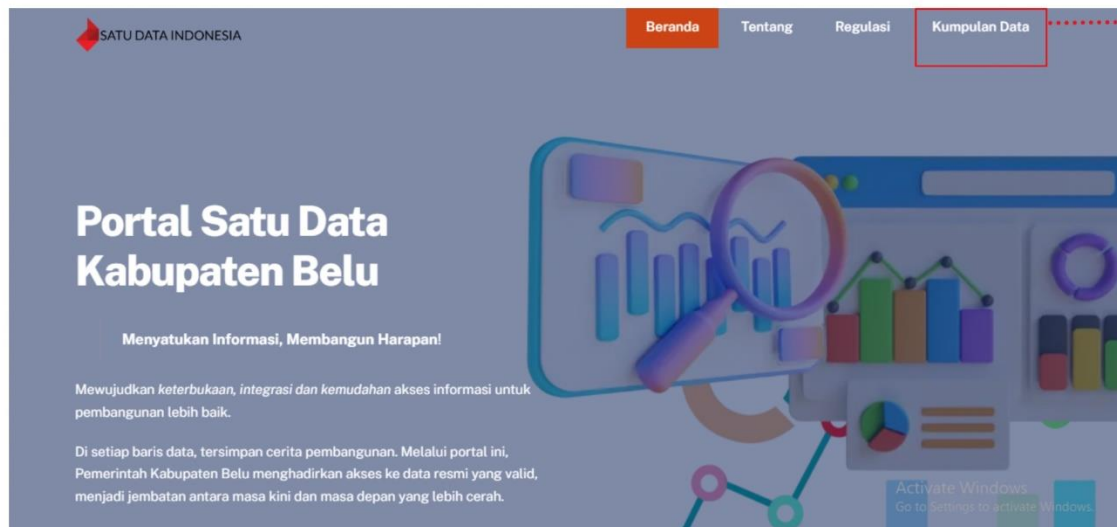 SATU DATA INDONESIA
Beranda Tentang Regulasi Kumpulan Data
Portal Satu Data
Kabupaten Belu
Menyatukan Informasi, Membangun Harapan!
Mewujudkan keterbukaan, integrasi dan kemudahan akses informasi untuk
pembangunan lebih baik.
Di setiap baris data, tersimpan cerita pembangunan. Melalui portal ini,
Pemerintah Kabupaten Belu menghadirkan akses ke data resmi yang valid,
menjadi jembatan antara masa kini dan masa depan yang lebih cerah.
Activate Windows
Go to Settings to activate Windows.